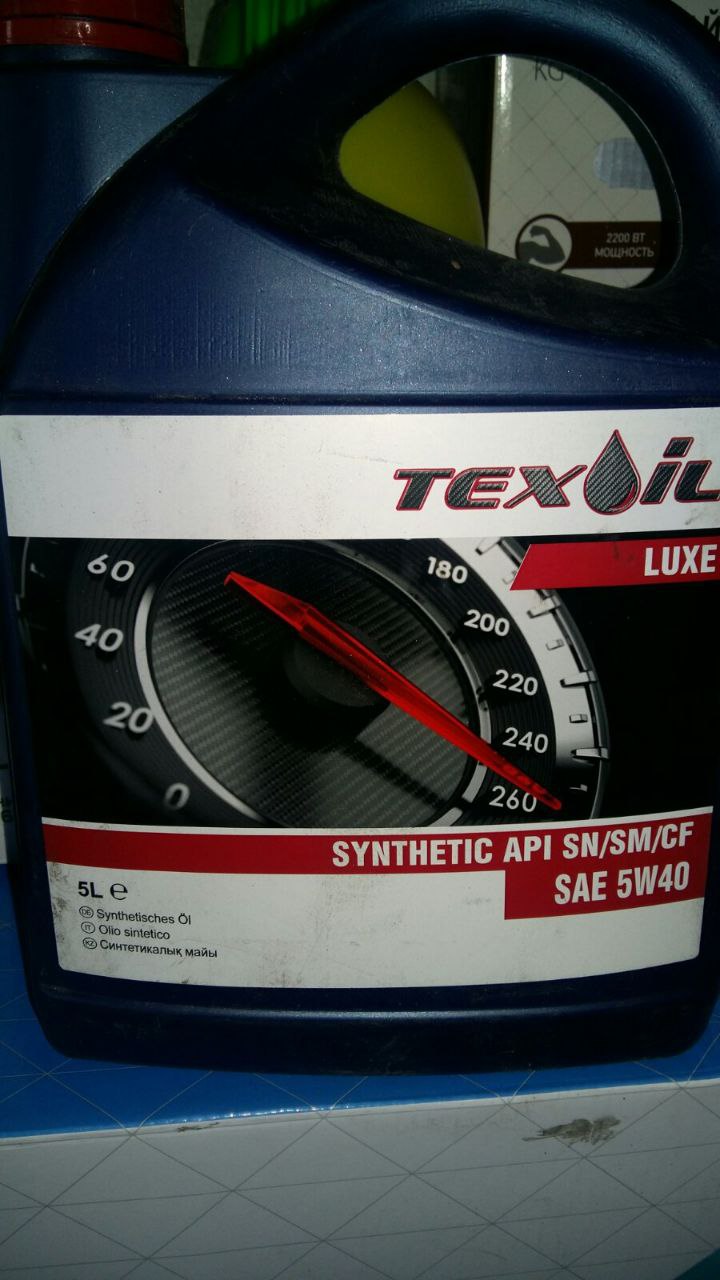 KG
2200 ВТ
МОЩНОСТЬ
TEXOIL
LUXE
60
40
20
0
180
200
220
240
260
SYNTHETIC API SN/SM/CF
SAE 5W40
5L ℮
DE Synthetisches Öl
IT Olio sintetico
KZ Синтетикалық майы